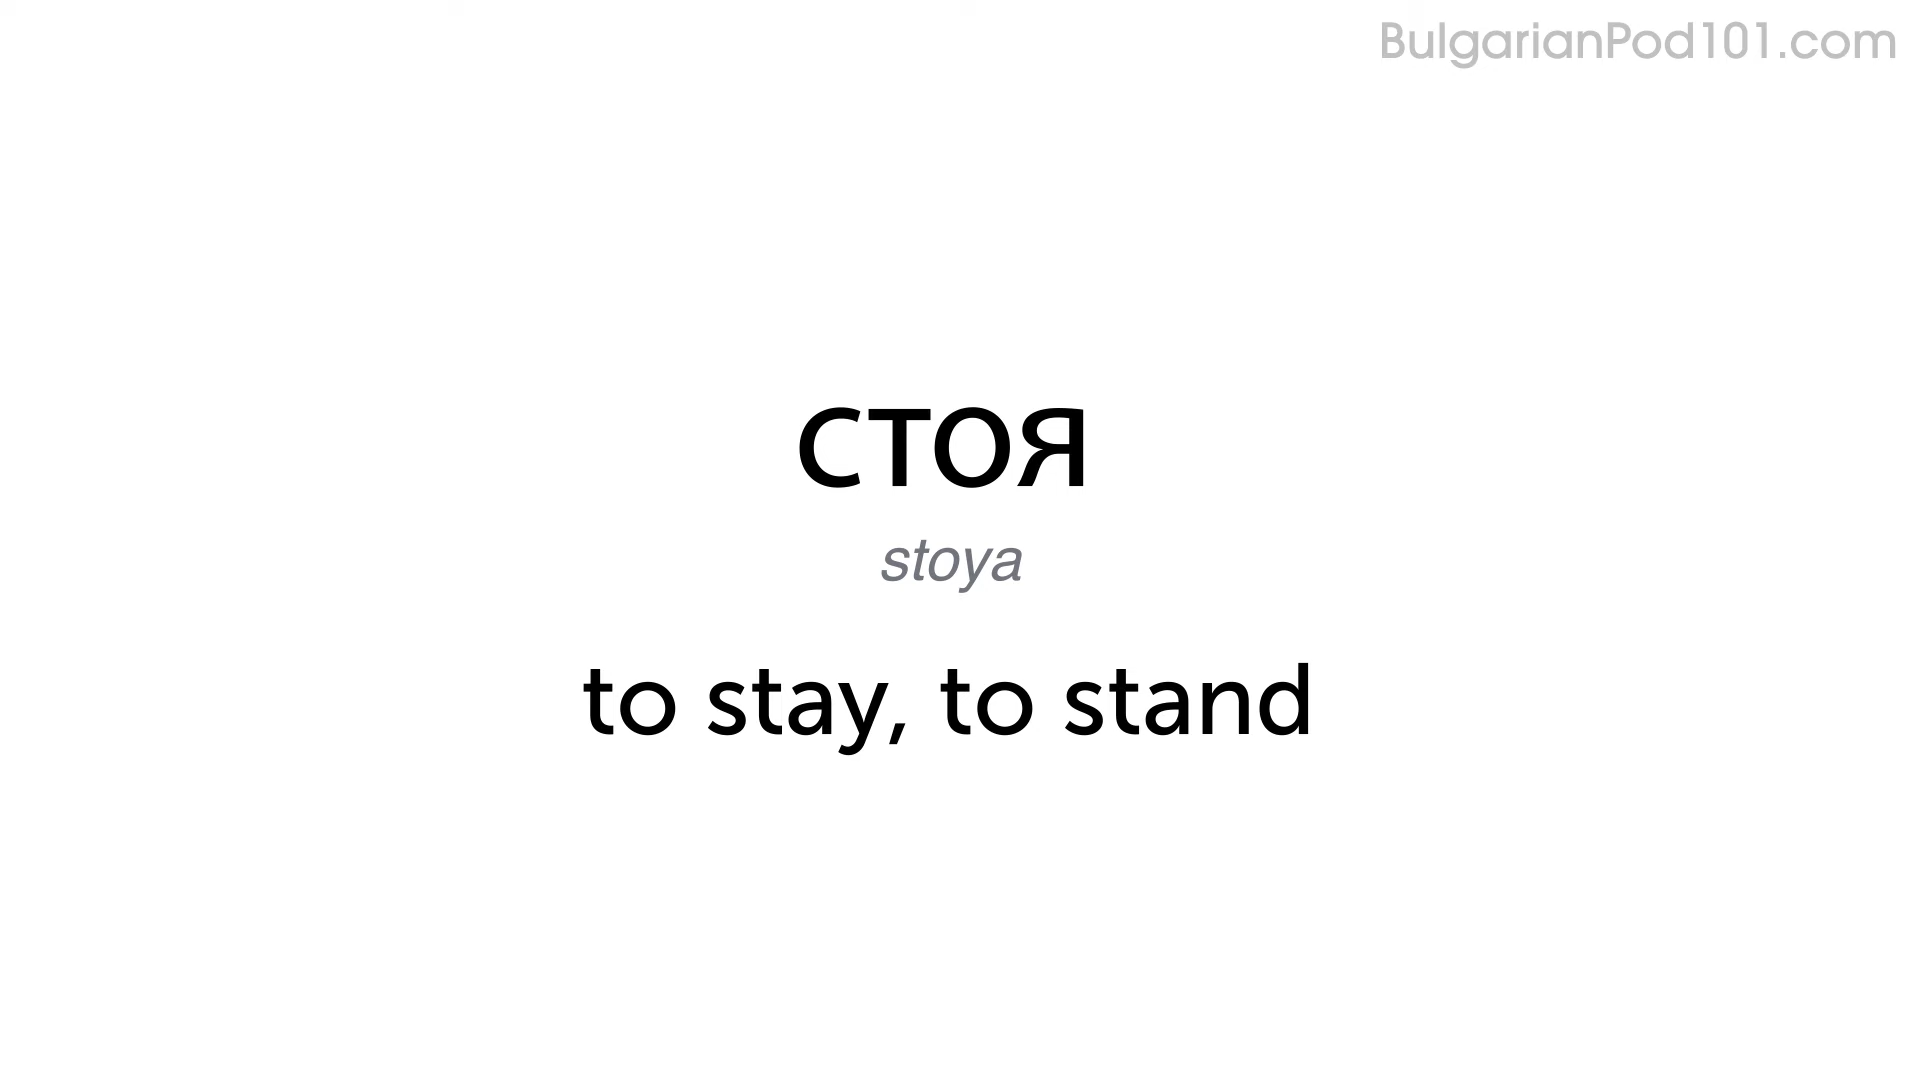 BulgarianPod101.com
стоя
stoya
to stay, to stand